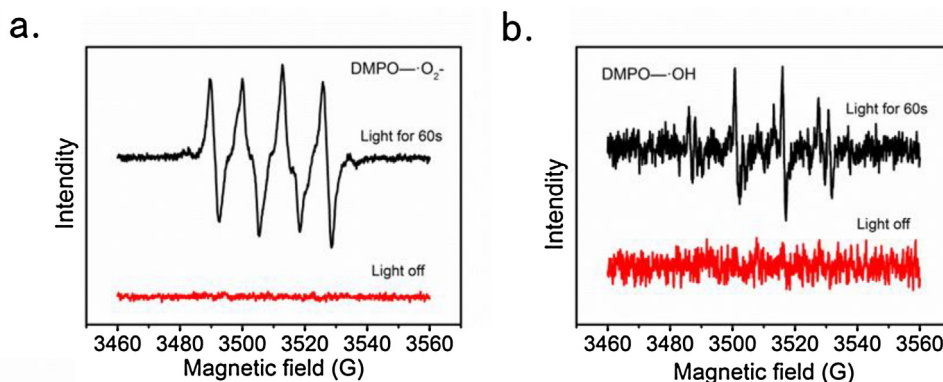 a.
DMPO—·O₂-
Light for 60s
Light off
Intendity
3460 3480 3500 3520 3540 3560
Magnetic field (G)
b.
DMPO—·OH
Light for 60s
Light off
Intendity
3460 3480 3500 3520 3540 3560
Magnetic field (G)